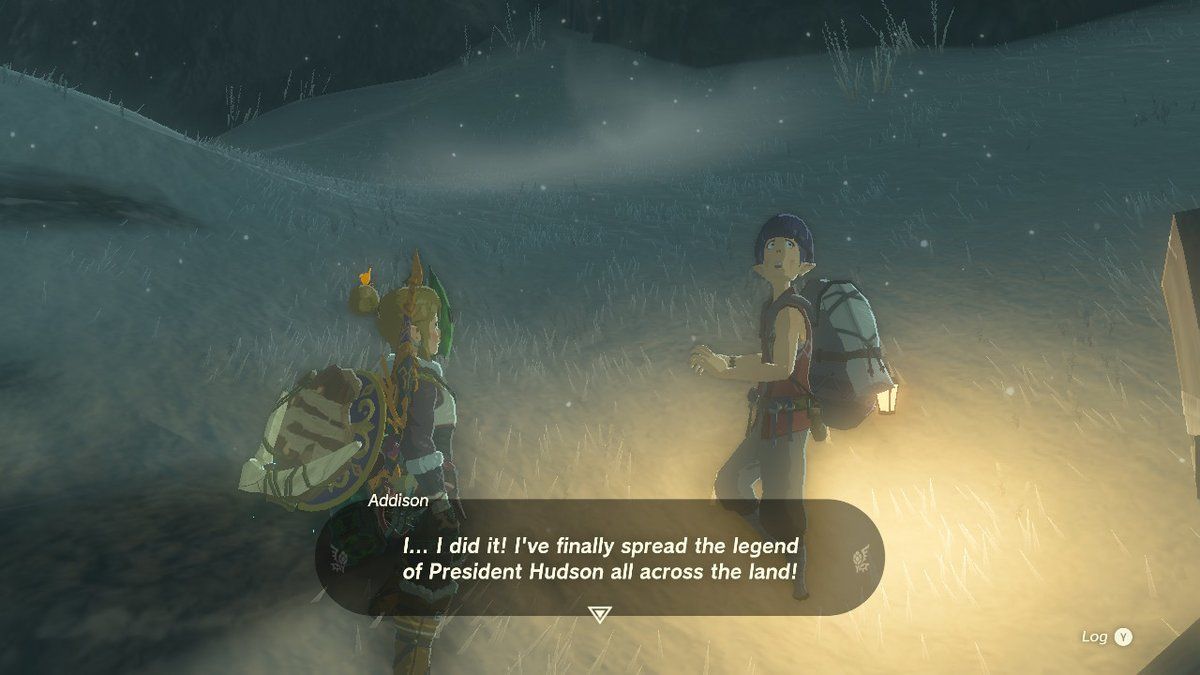 Addison
I... I did it! I've finally spread the legend
of President Hudson all across the land!
Log Y